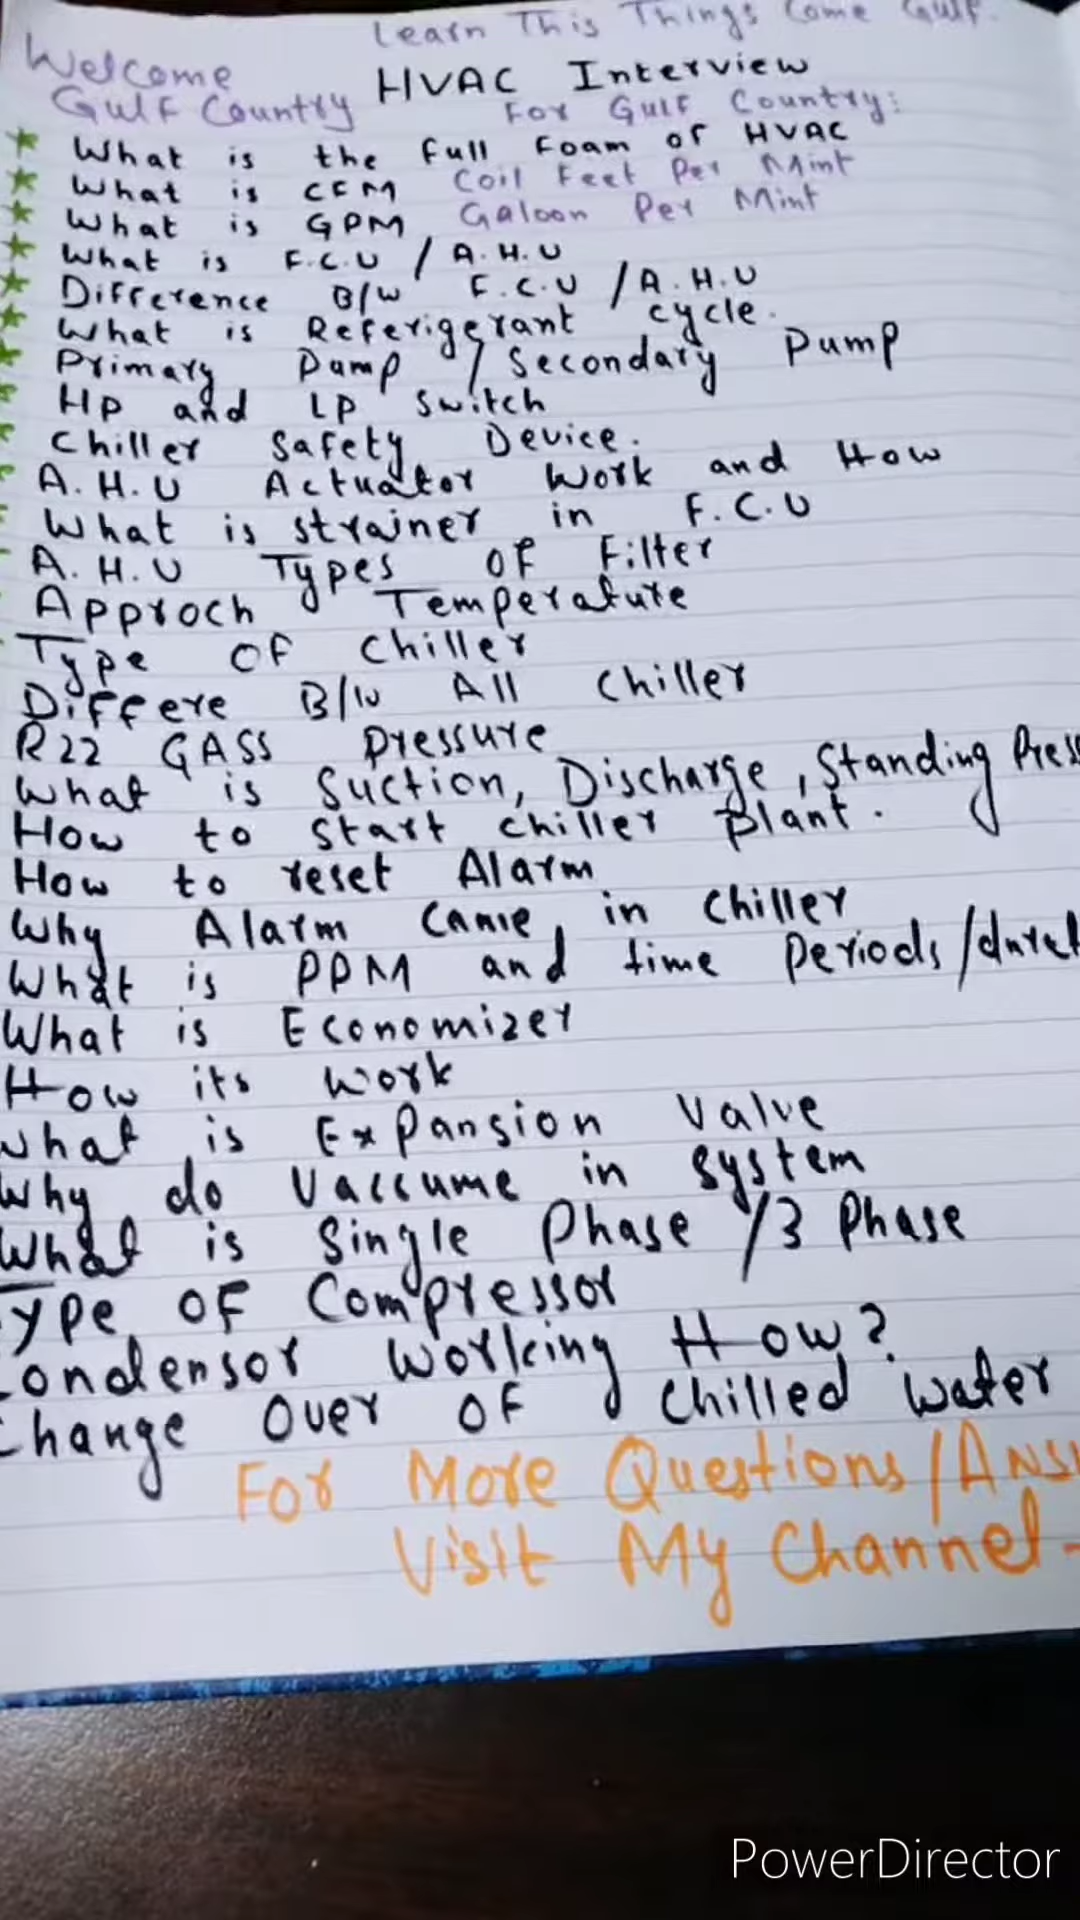 Learn This Things Come Gulf.
Welcome
HVAC Interview
Gulf Country
For Gulf Country:
What is the full Foam of HVAC
What is CFM Coil Feet Per Mint
What is GPM Galoon Per Mint
What is F.C.U / A.H.U
Difference B/w F.C.U / A.H.U
What is Referigerant cycle.
Primary Pump / Secondary Pump
HP and LP Switch
Chiller Safety Device.
A.H.U Actuator Work and How
What is strainer in F.C.U
A.H.U Types OF Filter
Approch Temperature
Type OF chiller
Differe B/w All chiller
R22 GASS pressure
What is Suction, Discharge, Standing Press
How to start chiller plant.
How to reset Alarm
Why Alarm Came in chiller
What is PPM and time Periods /
What is Economizer
How its work
what is Expansion Valve
Why do Vaccume in system
What is Single Phase /3 Phase
ype OF Compressor
ondensor Working How?
change Over OF chilled water
For More Questions/Ans
Visit My Channel-
PowerDirector